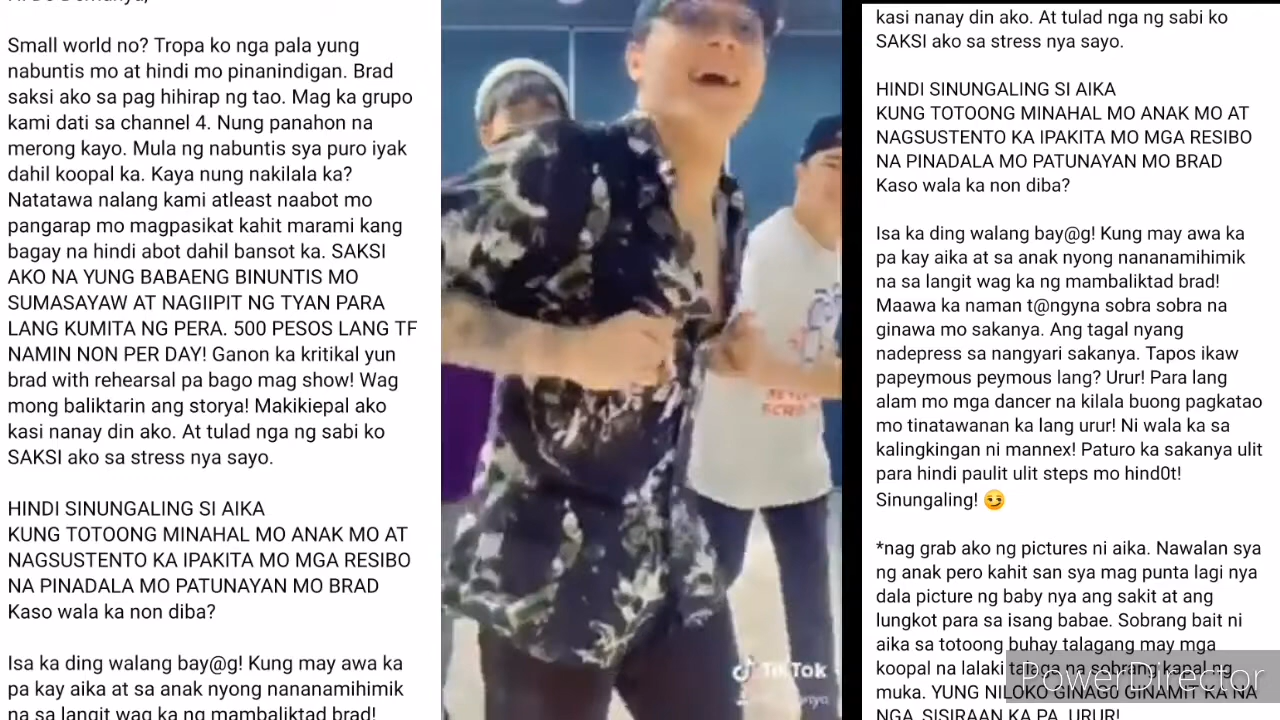 Small world no? Tropa ko nga pala yung
nabuntis mo at hindi mo pinanindigan. Brad
saksi ako sa pag hihirap ng tao. Mag ka grupo
kami dati sa channel 4. Nung panahon na
merong kayo. Mula ng nabuntis sya puro iyak
dahil koopal ka. Kaya nung nakilala ka?
Natatawa nalang kami atleast naabot mo
pangarap mo magpasikat kahit marami kang
bagay na hindi abot dahil bansot ka. SAKSI
AKO NA YUNG BABAENG BINUNTIS MO
SUMASAYAW AT NAGIIPIT NG TYAN PARA
LANG KUMITA NG PERA. 500 PESOS LANG TF
NAMIN NON PER DAY! Ganon ka kritikal yun
brad with rehearsal pa bago mag show! Wag
mong baliktarin ang storya! Makikiepal ako
kasi nanay din ako. At tulad nga ng sabi ko
SAKSI ako sa stress nya sayo.
HINDI SINUNGALING SI AIKA
KUNG TOTOONG MINAHAL MO ANAK MO AT
NAGSUSTENTO KA IPAKITA MO MGA RESIBO
NA PINADALA MO PATUNAYAN MO BRAD
Kaso wala ka non diba?
Isa ka ding walang bay@g! Kung may awa ka
pa kay aika at sa anak nyong nananamihimik
na sa langit wag ka ng mambaliktad brad!
TikTok
kasi nanay din ako. At tulad nga ng sabi ko
SAKSI ako sa stress nya sayo.
HINDI SINUNGALING SI AIKA
KUNG TOTOONG MINAHAL MO ANAK MO AT
NAGSUSTENTO KA IPAKITA MO MGA RESIBO
NA PINADALA MO PATUNAYAN MO BRAD
Kaso wala ka non diba?
Isa ka ding walang bay@g! Kung may awa ka
pa kay aika at sa anak nyong nananamihimik
na sa langit wag ka ng mambaliktad brad!
Maawa ka naman t@ngyna sobra sobra na
ginawa mo sakanya. Ang tagal nyang
nadepress sa nangyari sakanya. Tapos ikaw
papeymous peymous lang? Urur! Para lang
alam mo mga dancer na kilala buong pagkatao
mo tinatawanan ka lang urur! Ni wala ka sa
kalingkingan ni mannex! Paturo ka sakanya ulit
para hindi paulit ulit steps mo hind0t!
Sinungaling! 😏
*nag grab ako ng pictures ni aika. Nawalan sya
ng anak pero kahit san sya mag punta lagi nya
dala picture ng baby nya ang sakit at ang
lungkot para sa isang babae. Sobrang bait ni
aika sa totoong buhay talagang may mga
koopal na lalaki talaga na sobrang kapal ng
muka. YUNG NILOKO GINAG0 GINAMIT KA NA
NGA, SISIRAAN KA PA. URUR!
PowerDirector